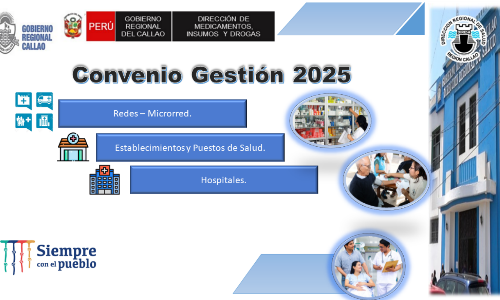 GOBIERNO
REGIONAL
CALLAO
PERÚ
GOBIERNO
REGIONAL
DEL CALLAO
DIRECCIÓN DE
MEDICAMENTOS,
INSUMOS Y DROGAS
DIRECCIÓN REGIONAL DE SALUD
REGIÓN CALLAO
Convenio Gestión 2025
Redes – Microrred.
Establecimientos y Puestos de Salud.
Hospitales.
Siempre
con el pueblo